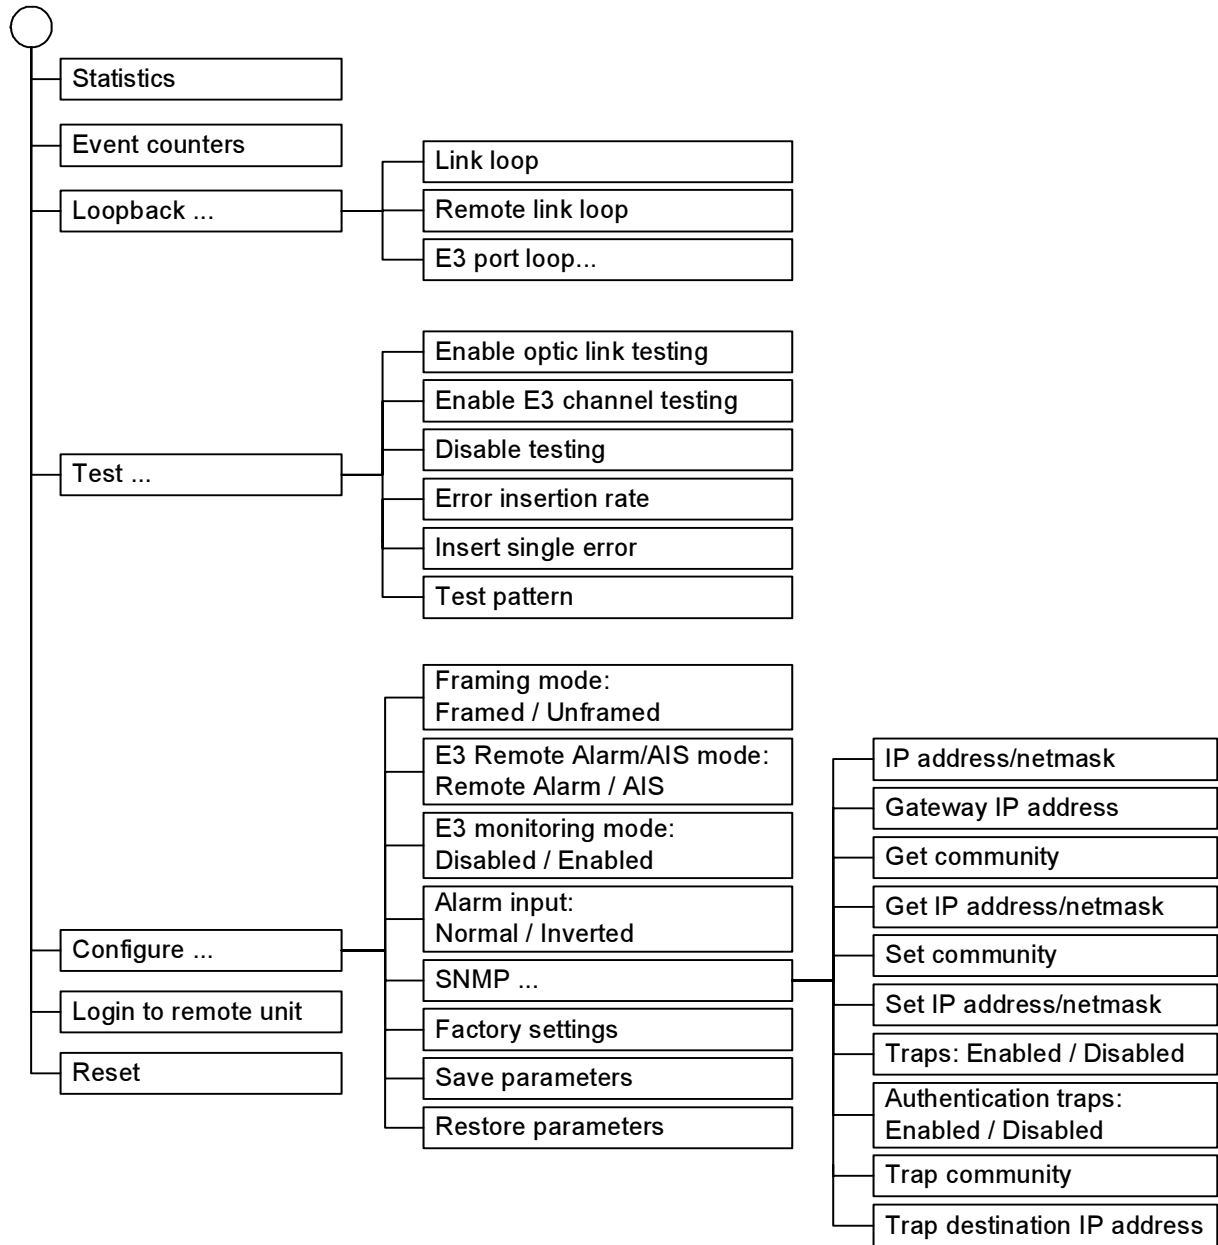 Statistics
Event counters
Loopback ...
Link loop
Remote link loop
E3 port loop...
Test ...
Enable optic link testing
Enable E3 channel testing
Disable testing
Error insertion rate
Insert single error
Test pattern
Configure ...
Framing mode:
Framed / Unframed
E3 Remote Alarm/AIS mode:
Remote Alarm / AIS
E3 monitoring mode:
Disabled / Enabled
Alarm input:
Normal / Inverted
SNMP ...
IP address/netmask
Gateway IP address
Get community
Get IP address/netmask
Set community
Set IP address/netmask
Traps: Enabled / Disabled
Authentication traps:
Enabled / Disabled
Trap community
Trap destination IP address
Factory settings
Save parameters
Restore parameters
Login to remote unit
Reset